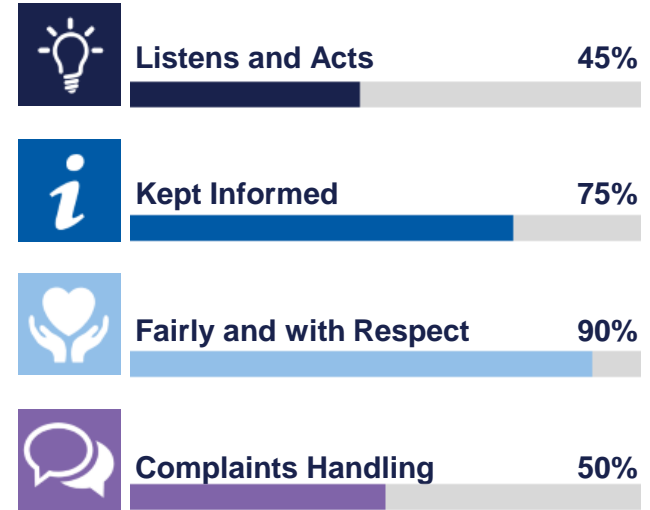 Listens and Acts 45%
Kept Informed 75%
Fairly and with Respect 90%
Complaints Handling 50%